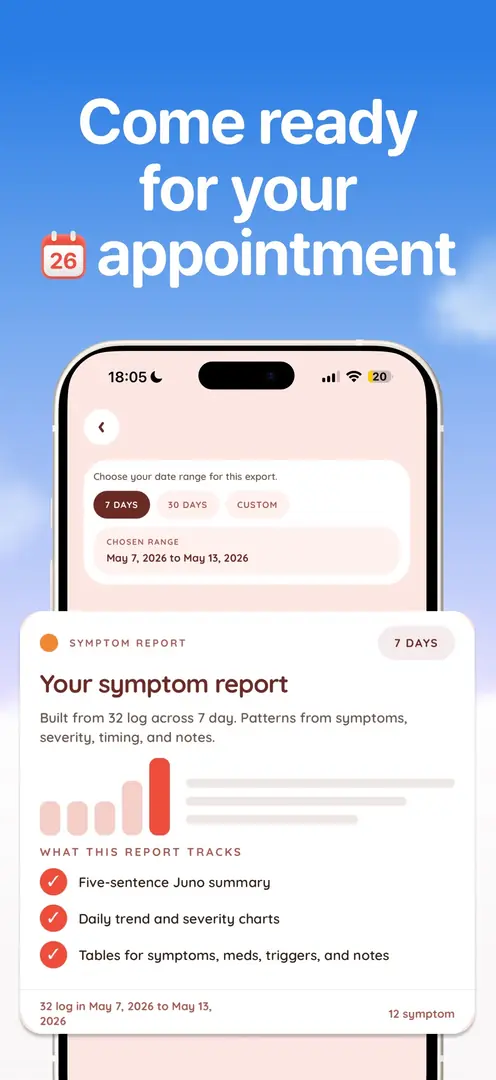 Come ready
for your
26 appointment
18:05
20
Choose your date range for this export.
7 DAYS 30 DAYS CUSTOM
CHOSEN RANGE
May 7, 2026 to May 13, 2026
SYMPTOM REPORT 7 DAYS
Your symptom report
Built from 32 log across 7 day. Patterns from symptoms,
severity, timing, and notes.
WHAT THIS REPORT TRACKS
Five-sentence Juno summary
Daily trend and severity charts
Tables for symptoms, meds, triggers, and notes
32 log in May 7, 2026 to May 13,
2026
12 symptom